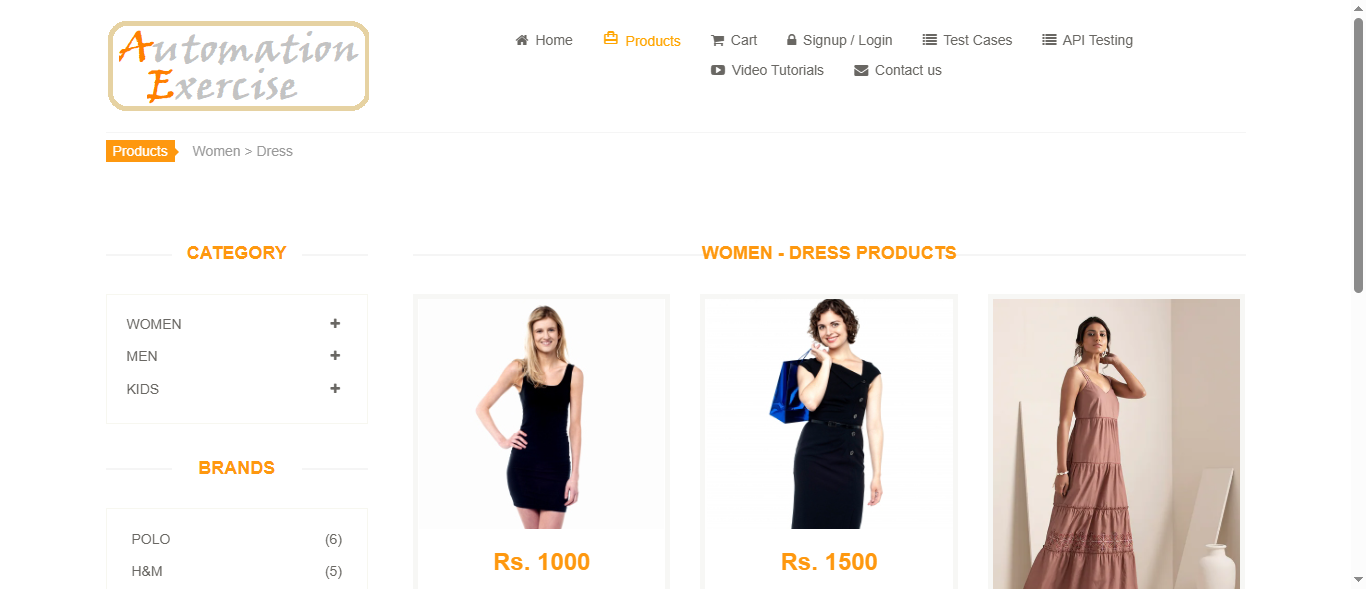 Automation
Exercise
Home
Products
Cart
Signup / Login
Test Cases
API Testing
Video Tutorials
Contact us
Products
Women > Dress
CATEGORY
WOMEN
MEN
KIDS
BRANDS
POLO (6)
H&M (5)
WOMEN - DRESS PRODUCTS
Rs. 1000
Rs. 1500